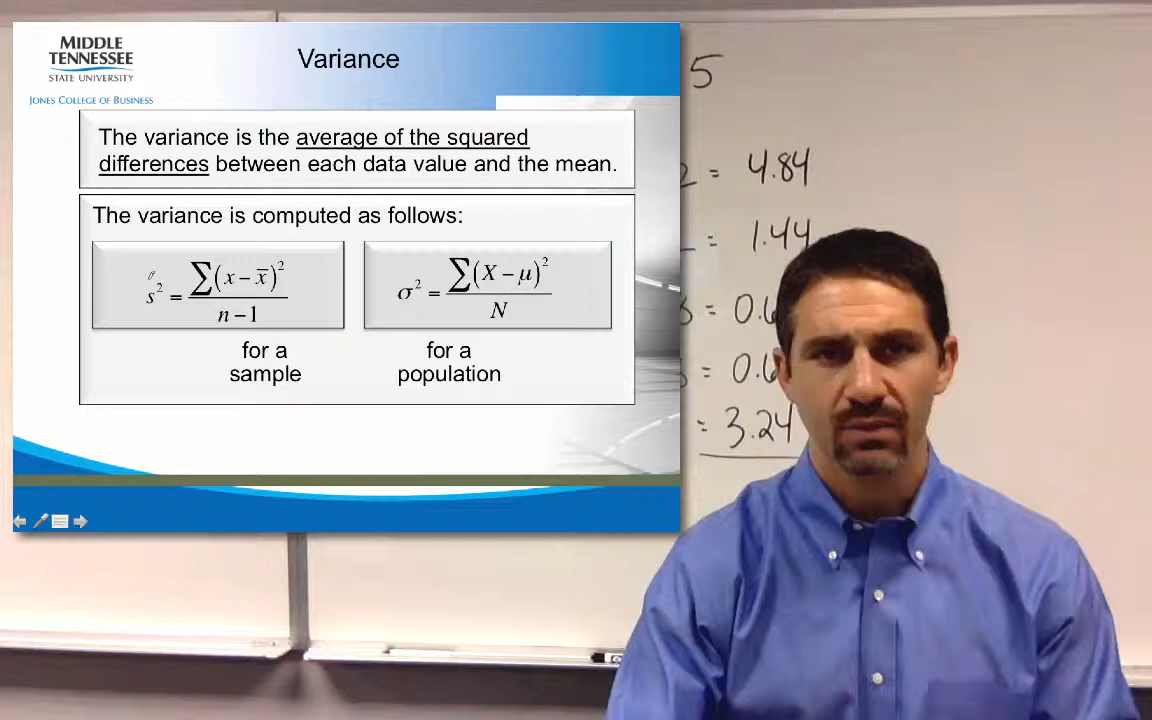 MIDDLE
TENNESSEE
STATE UNIVERSITY
JONES COLLEGE OF BUSINESS
Variance
The variance is the average of the squared
differences between each data value and the mean.
The variance is computed as follows:
s² = ∑(x − x̄)² / n − 1
σ² = ∑(X − μ)² / N
for a
sample
for a
population
5
= 4.84
= 1.44
= 0.
= 0.
= 3.24